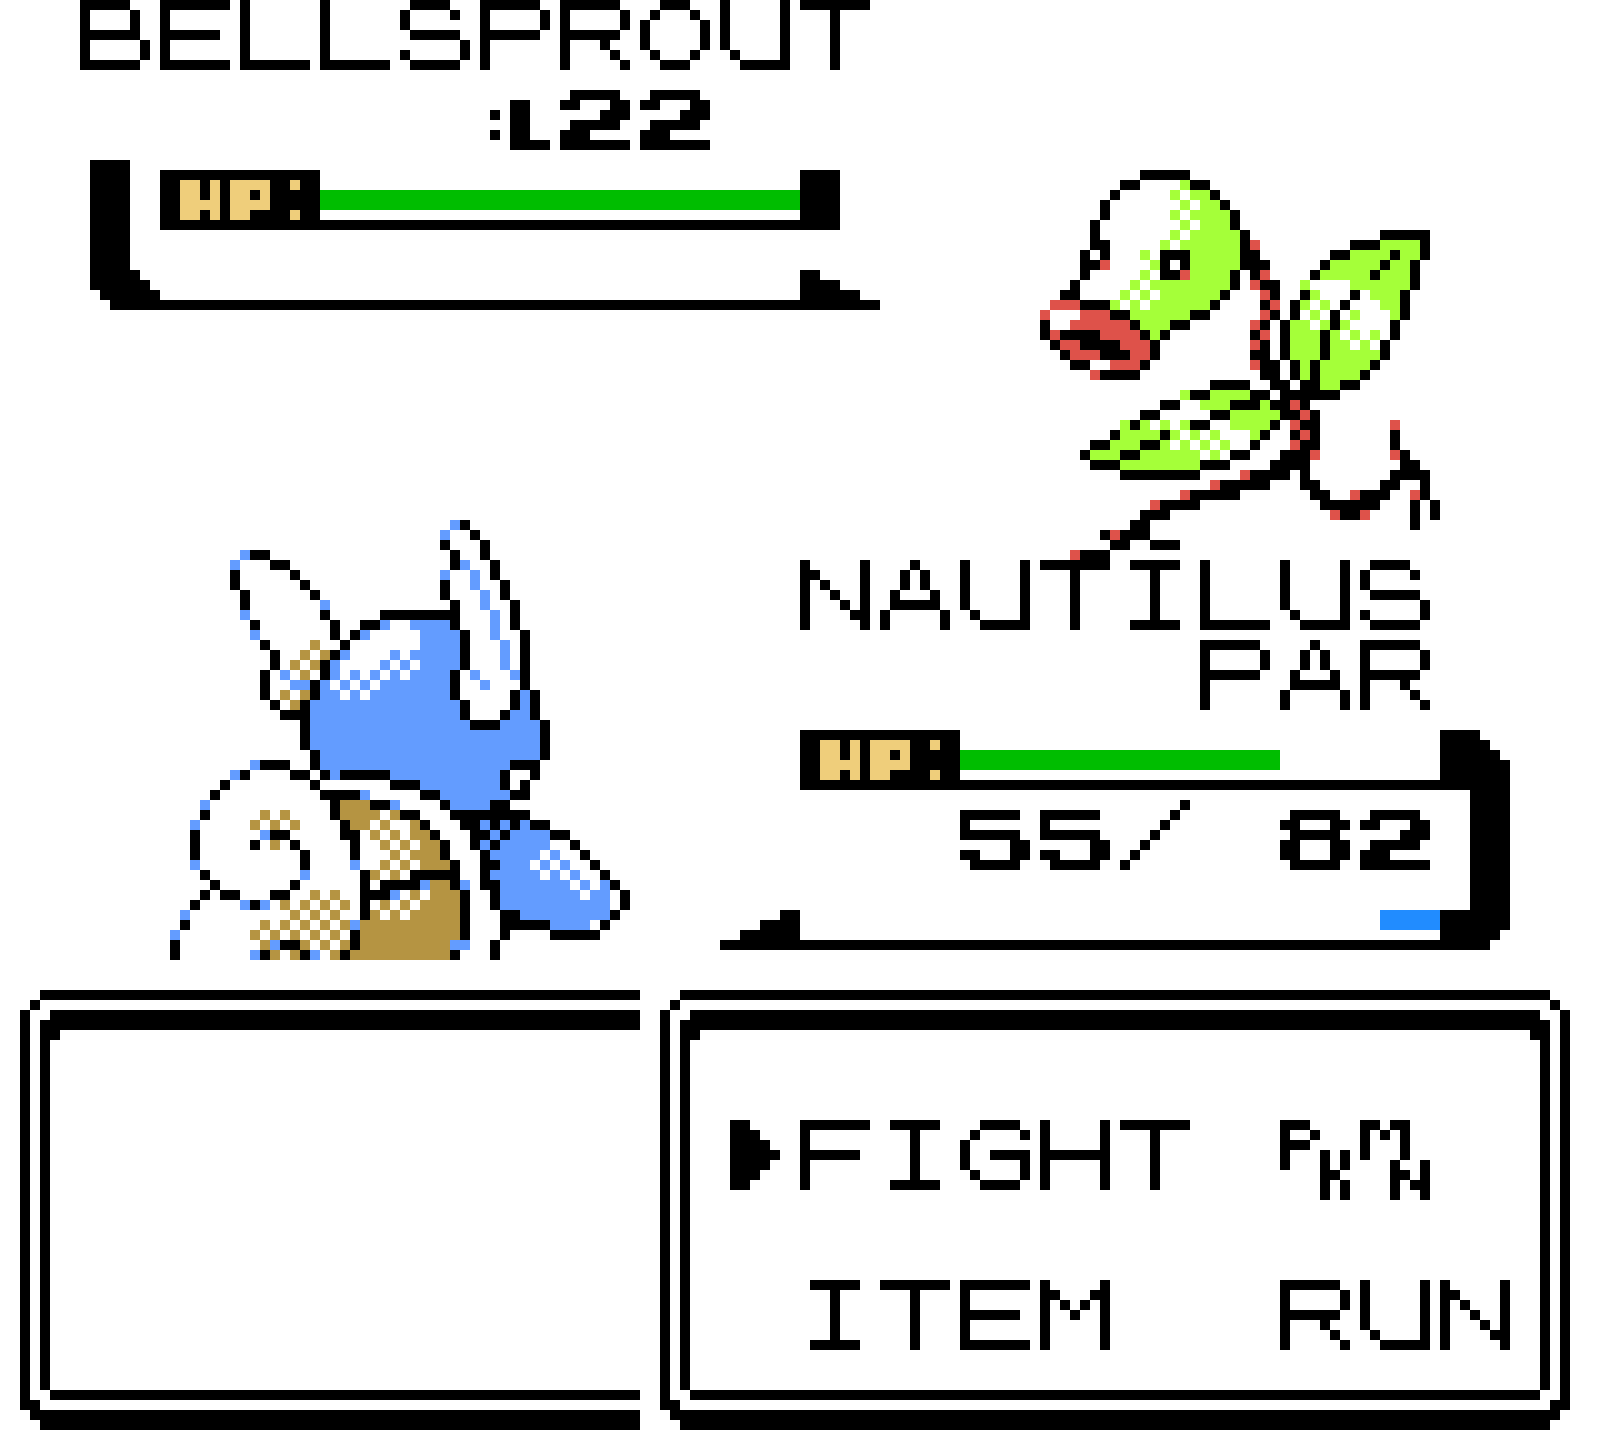 BELLSPROUT
:L22
HP:
NAUTILUS
PAR
HP:
55/ 82
FIGHT PKMN
ITEM RUN